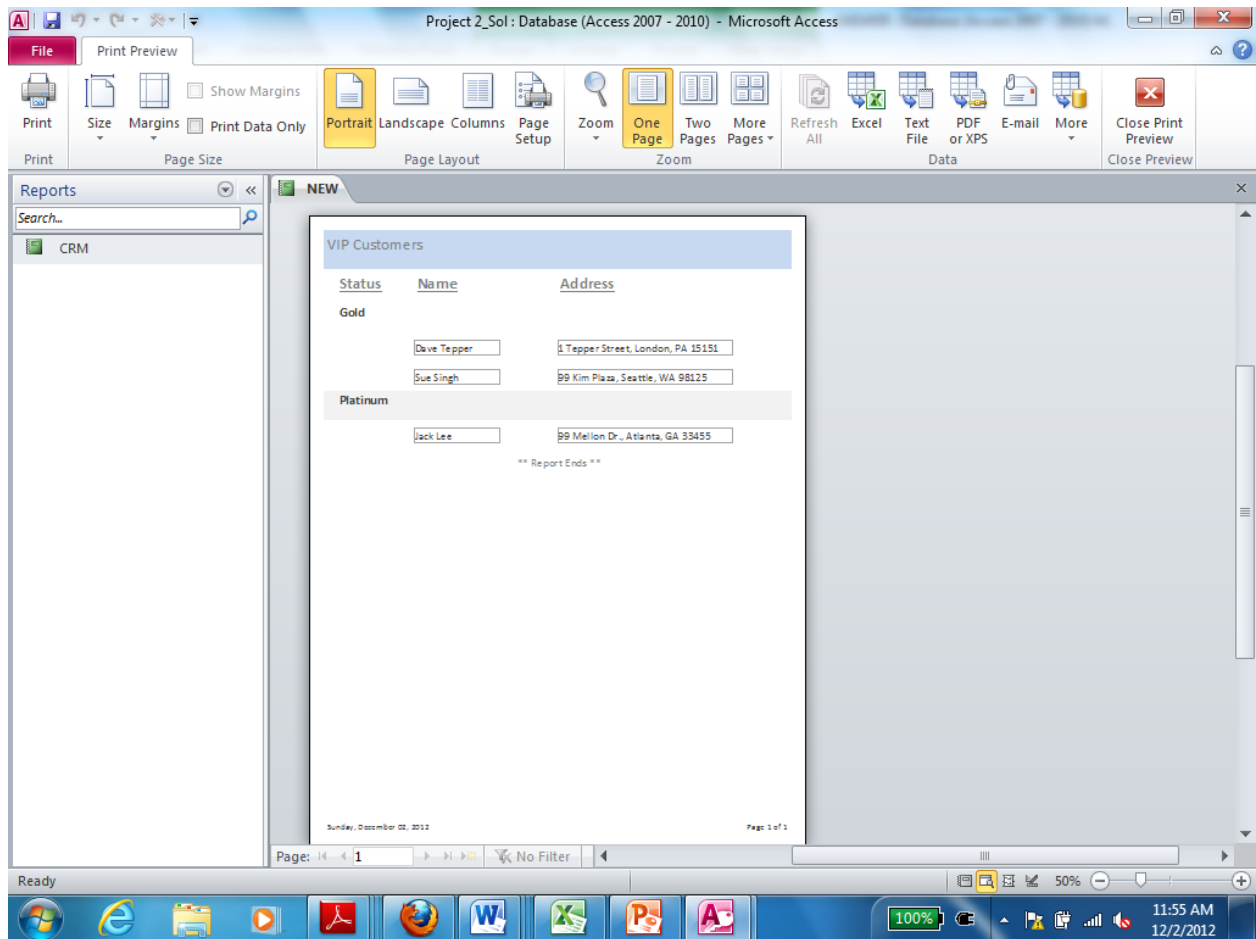 Project 2_Sol : Database (Access 2007 - 2010) - Microsoft Access
File Print Preview
Show Margins
Print Data Only
Print Size Margins Portrait Landscape Columns Page Setup Zoom One Page Two Pages More Pages Refresh All Excel Text File PDF or XPS E-mail More Close Print Preview
Print Page Size Page Layout Zoom Data Close Preview
Reports
NEW
Search...
CRM
VIP Customers
Status Name Address
Gold
Dave Tepper 1 Tepper Street, London, PA 15151
Sue Singh 99 Kim Plaza, Seattle, WA 98125
Platinum
Jack Lee 99 Mellon Dr., Atlanta, GA 33455
** Report Ends **
Sunday, December 02, 2012 Page 1 of 1
Page: 1 No Filter
Ready 50%
100% 11:55 AM
12/2/2012